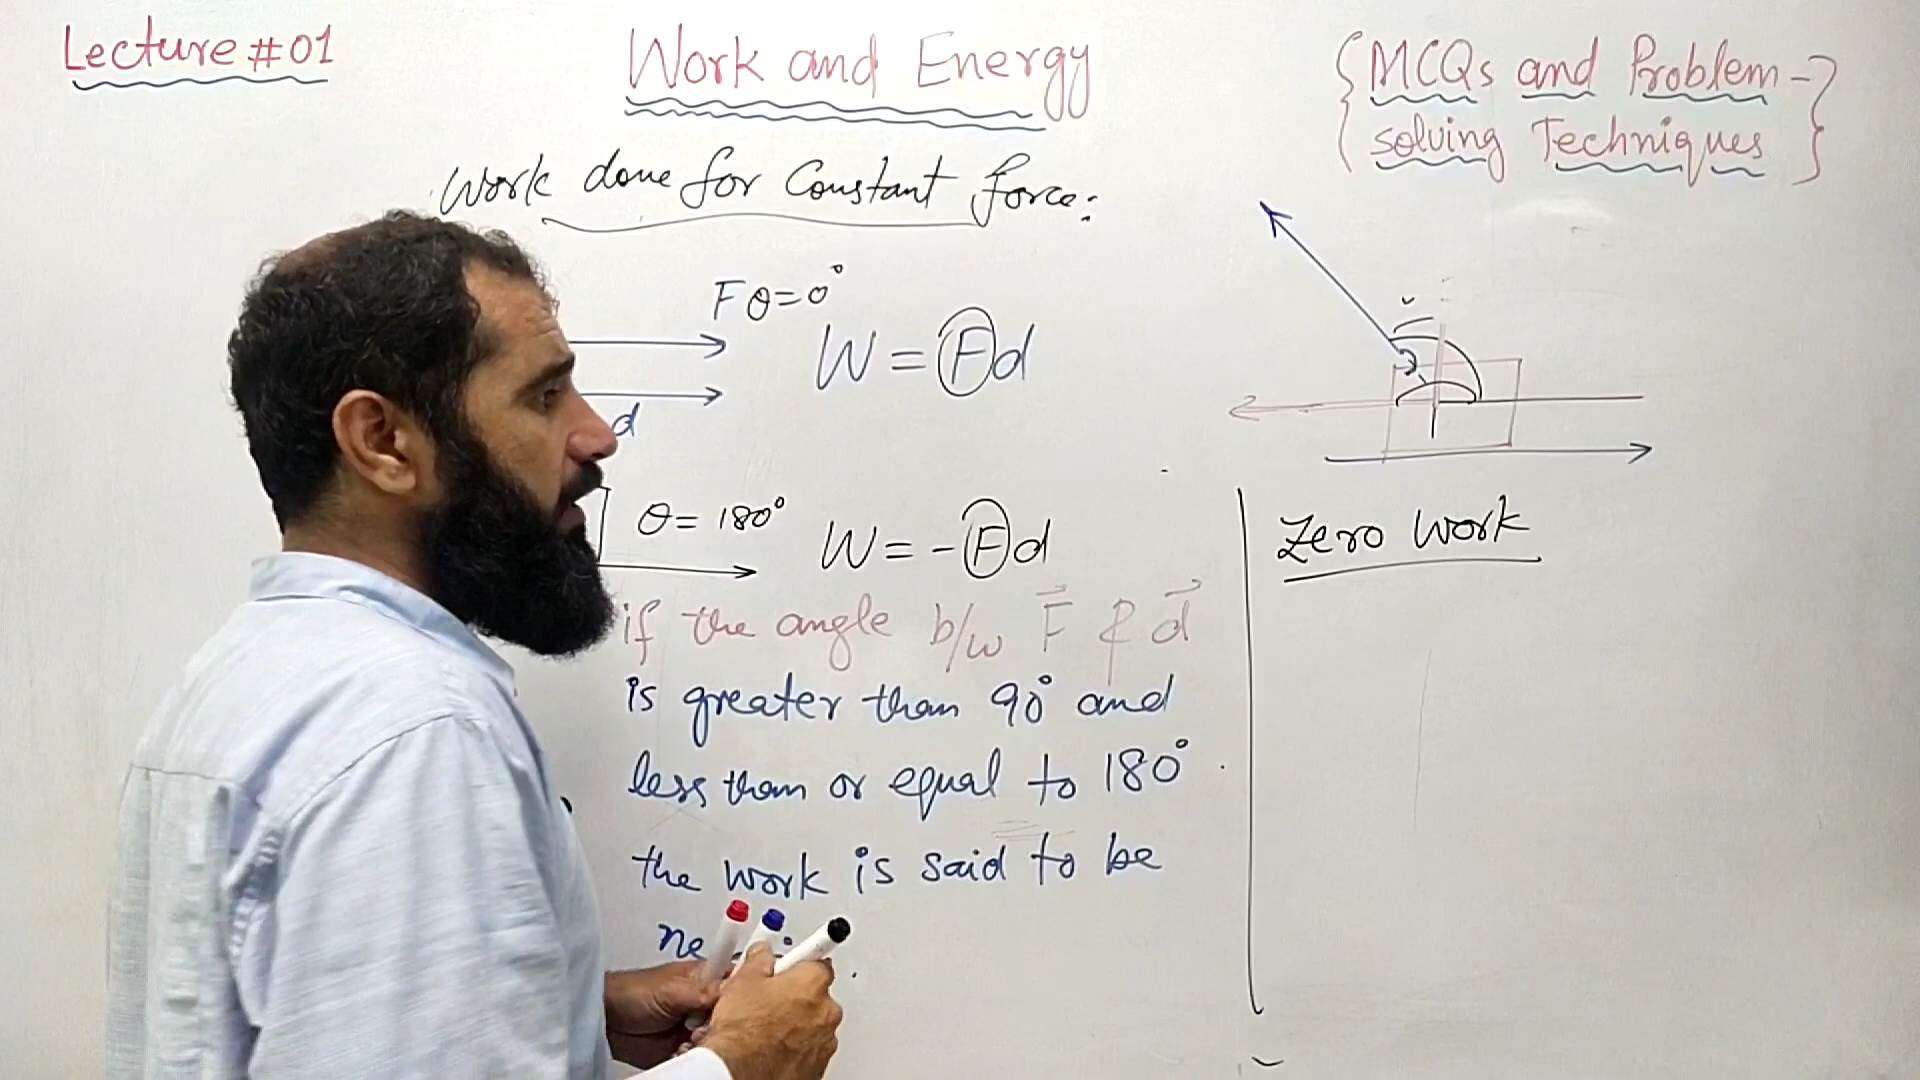 Lecture #01
Work and Energy
{MCQs and Problem-}
{solving Techniques}
Work done for Constant force:
F θ=0°
W = Fd
d
θ= 180°
W = -Fd
if the angle b/w F⃗ & d⃗
is greater than 90° and
less than or equal to 180°
the work is said to be
Zero Work